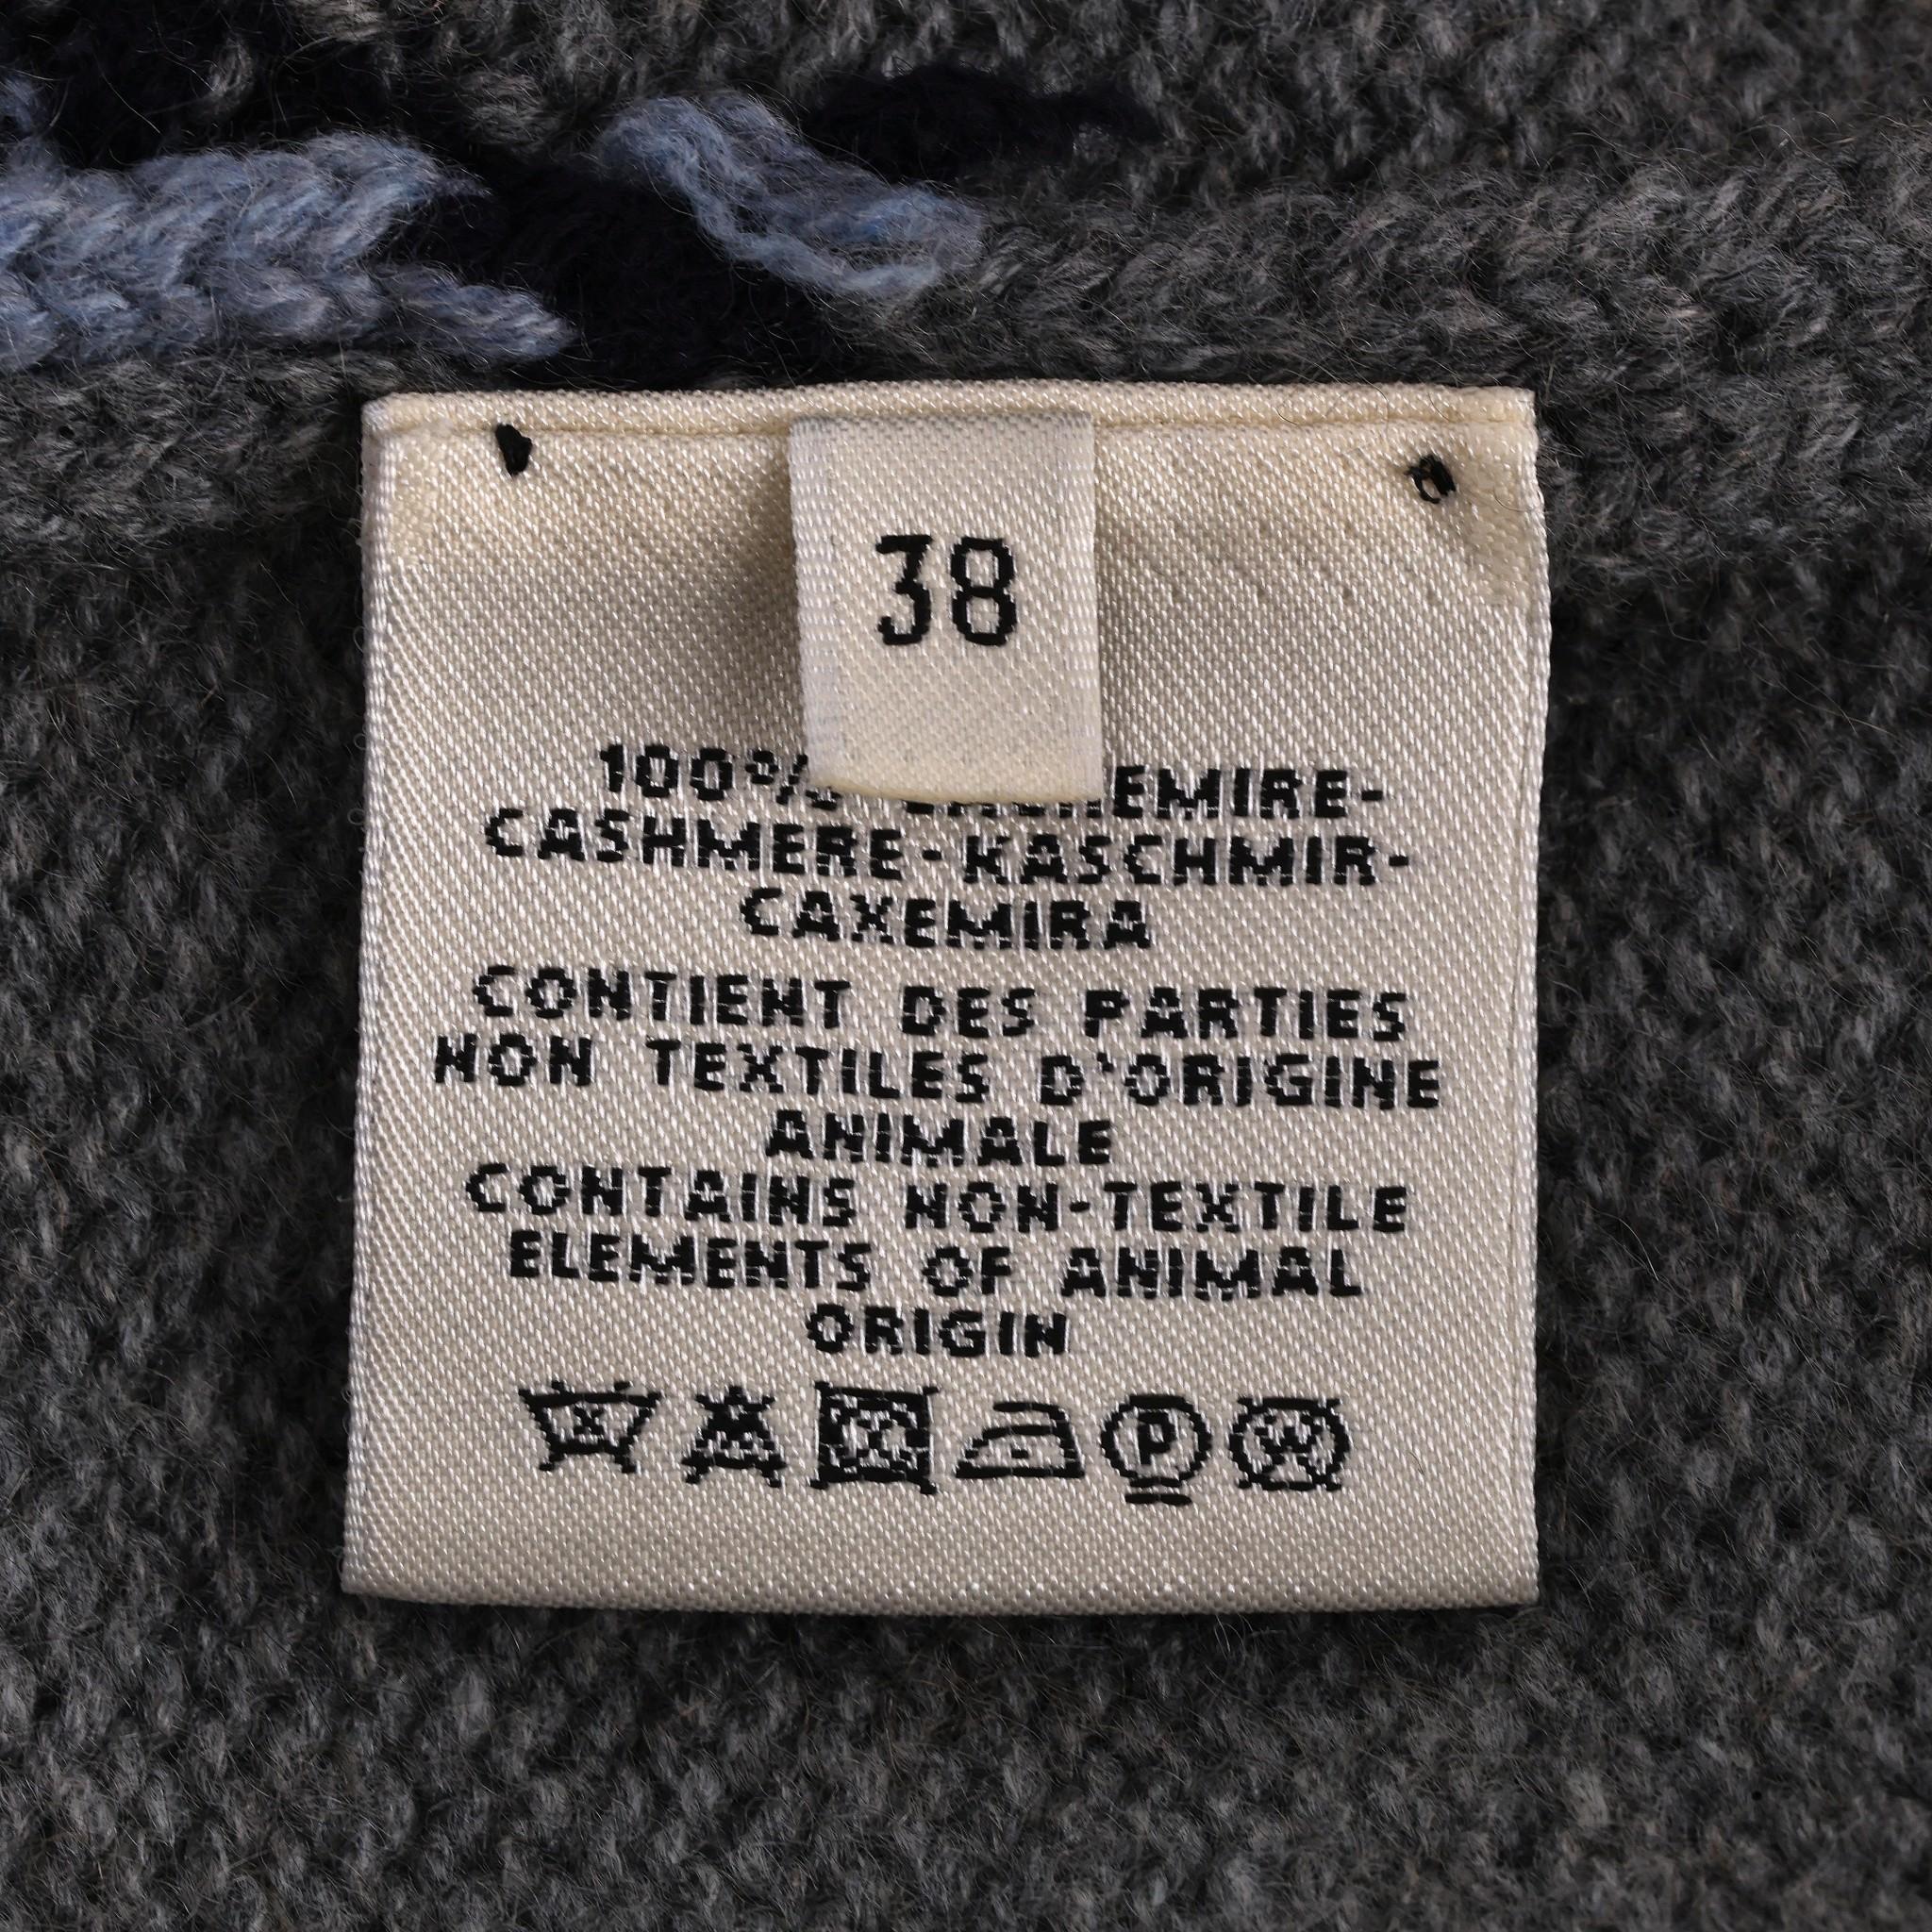 38
100% CACHEMIRE-
CASHMERE-KASCHMIR-
CAXEMIRA
CONTIENT DES PARTIES
NON TEXTILES D'ORIGINE
ANIMALE
CONTAINS NON-TEXTILE
ELEMENTS OF ANIMAL
ORIGIN
P W